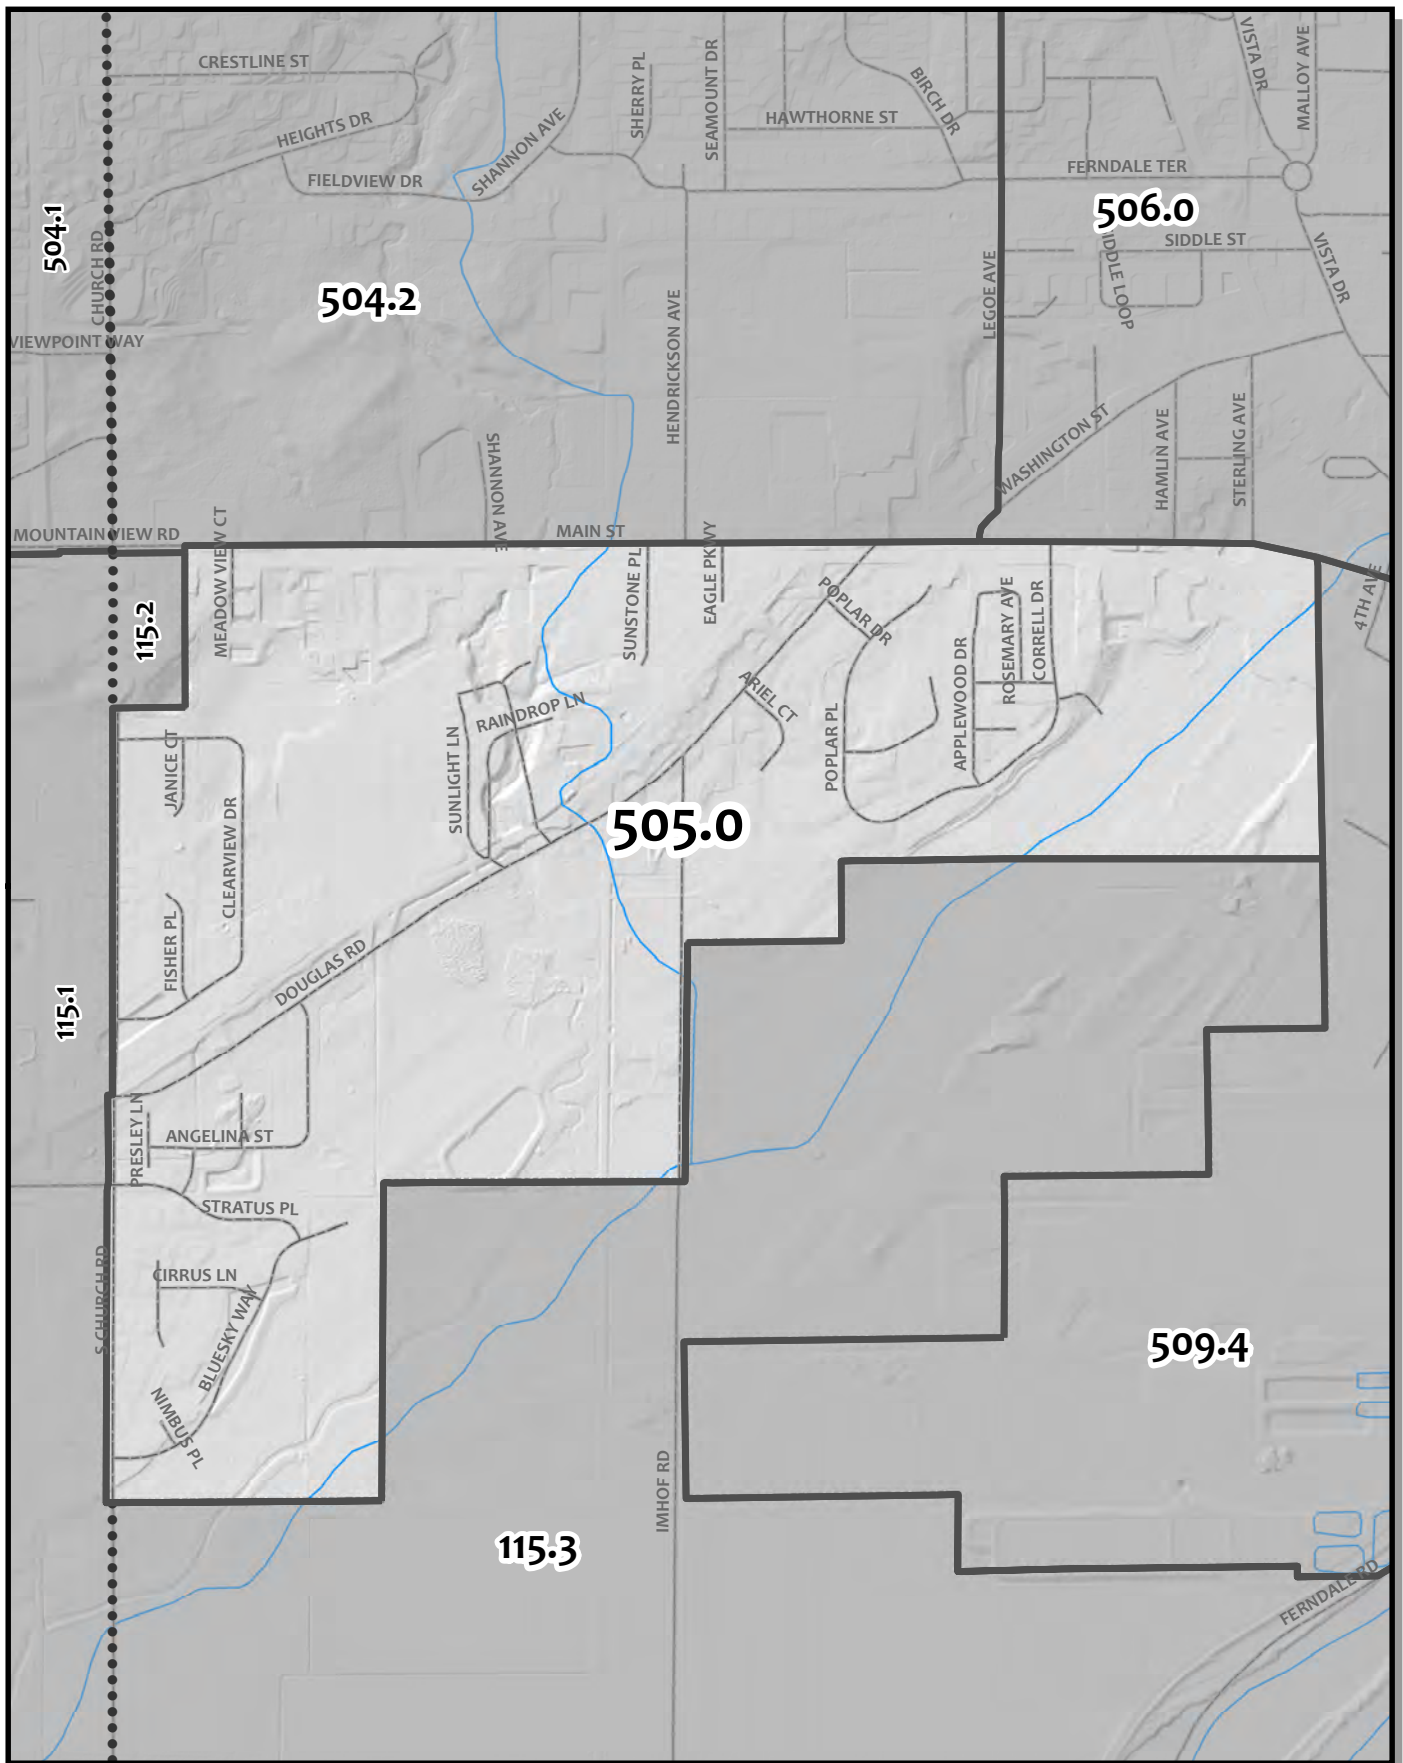 CRESTLINE ST
HEIGHTS DR
FIELDVIEW DR
SHANNON AVE
SHERRY PL
SEAMOUNT DR
HAWTHORNE ST
BIRCH DR
VISTA DR
MALLOY AVE
FERNDALE TER
506.0
SIDDLE ST
IDDLE LOOP
VISTA DR
504.1
CHURCH RD
504.2
VIEWPOINT WAY
HENDRICKSON AVE
LEGOE AVE
WASHINGTON ST
HAMLIN AVE
STERLING AVE
SHANNON AVE
MOUNTAIN VIEW RD
MEADOW VIEW CT
MAIN ST
SUNSTONE PL
EAGLE PKWY
POPLAR DR
ROSEMARY AVE
CORRELL DR
4TH AVE
115.2
APPLEWOOD DR
ARIEL CT
RAINDROP LN
SUNLIGHT LN
POPLAR PL
JANICE CT
CLEARVIEW DR
505.0
FISHER PL
DOUGLAS RD
115.1
PRESLEY LN
ANGELINA ST
STRATUS PL
S CHURCH RD
CIRRUS LN
BLUESKY WAY
NIMBUS PL
509.4
IMHOF RD
115.3
FERNDALE RD